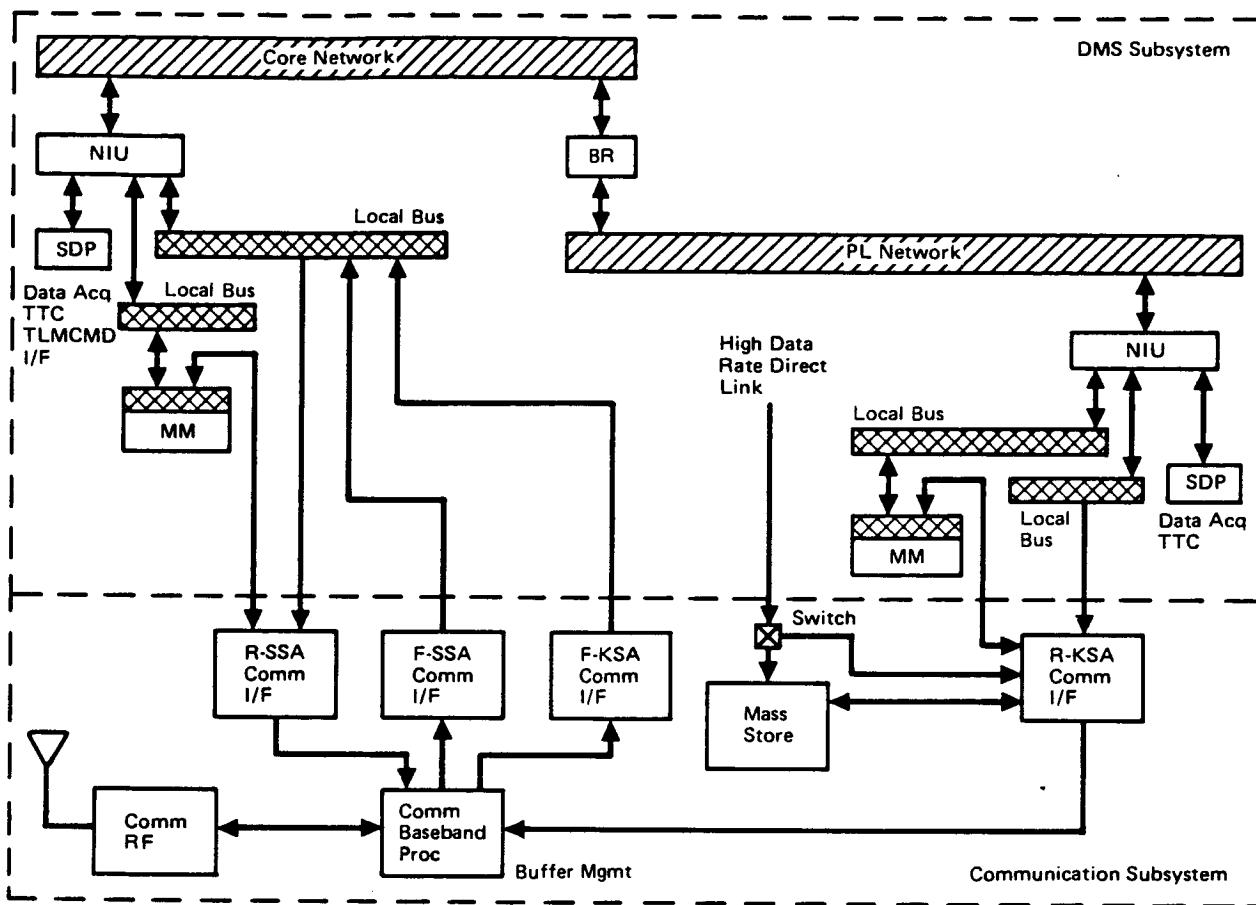 Core Network
DMS Subsystem
NIU
BR
Local Bus
SDP
PL Network
Data Acq
TTC
TLMCMD
I/F
Local Bus
High Data
Rate Direct
Link
NIU
MM
Local Bus
SDP
Local
Bus
Data Acq
TTC
MM
Switch
R-SSA
Comm
I/F
F-SSA
Comm
I/F
F-KSA
Comm
I/F
R-KSA
Comm
I/F
Mass
Store
Comm
RF
Comm
Baseband
Proc
Buffer Mgmt
Communication Subsystem